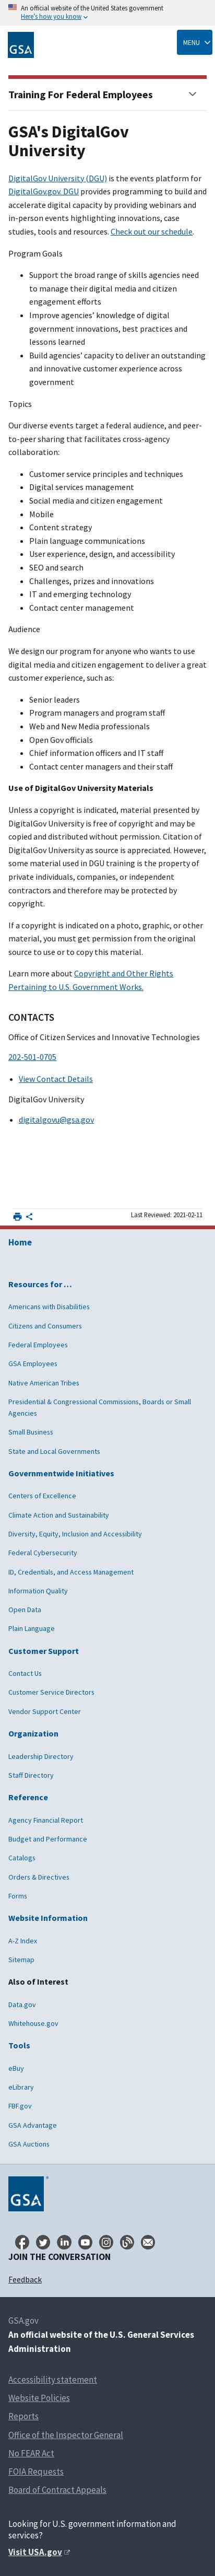 An official website of the United States government
Here's how you know
GSA
MENU
Training For Federal Employees
GSA's DigitalGov
University
DigitalGov University (DGU) is the events platform for
DigitalGov.gov. DGU provides programming to build and
accelerate digital capacity by providing webinars and
in-person events highlighting innovations, case
studies, tools and resources. Check out our schedule.
Program Goals
Support the broad range of skills agencies need
to manage their digital media and citizen
engagement efforts
Improve agencies’ knowledge of digital
government innovations, best practices and
lessons learned
Build agencies’ capacity to deliver an outstanding
and innovative customer experience across
government
Topics
Our diverse events target a federal audience, and peer-
to-peer sharing that facilitates cross-agency
collaboration:
Customer service principles and techniques
Digital services management
Social media and citizen engagement
Mobile
Content strategy
Plain language communications
User experience, design, and accessibility
SEO and search
Challenges, prizes and innovations
IT and emerging technology
Contact center management
Audience
We design our program for anyone who wants to use
digital media and citizen engagement to deliver a great
customer experience, such as:
Senior leaders
Program managers and program staff
Web and New Media professionals
Open Gov officials
Chief information officers and IT staff
Contact center managers and their staff
Use of DigitalGov University Materials
Unless a copyright is indicated, material presented by
DigitalGov University is free of copyright and may be
copied and distributed without permission. Citation of
DigitalGov University as source is appreciated. However,
some material used in DGU training is the property of
private individuals, companies, or independent
contractors and therefore may be protected by
copyright.
If a copyright is indicated on a photo, graphic, or other
material, you must get permission from the original
source to use or to copy this material.
Learn more about Copyright and Other Rights
Pertaining to U.S. Government Works.
CONTACTS
Office of Citizen Services and Innovative Technologies
202-501-0705
View Contact Details
DigitalGov University
digitalgovu@gsa.gov
Last Reviewed: 2021-02-11
Home
Resources for …
Americans with Disabilities
Citizens and Consumers
Federal Employees
GSA Employees
Native American Tribes
Presidential & Congressional Commissions, Boards or Small
Agencies
Small Business
State and Local Governments
Governmentwide Initiatives
Centers of Excellence
Climate Action and Sustainability
Diversity, Equity, Inclusion and Accessibility
Federal Cybersecurity
ID, Credentials, and Access Management
Information Quality
Open Data
Plain Language
Customer Support
Contact Us
Customer Service Directors
Vendor Support Center
Organization
Leadership Directory
Staff Directory
Reference
Agency Financial Report
Budget and Performance
Catalogs
Orders & Directives
Forms
Website Information
A-Z Index
Sitemap
Also of Interest
Data.gov
Whitehouse.gov
Tools
eBuy
eLibrary
FBF.gov
GSA Advantage
GSA Auctions
GSA
JOIN THE CONVERSATION
Feedback
GSA.gov
An official website of the U.S. General Services
Administration
Accessibility statement
Website Policies
Reports
Office of the Inspector General
No FEAR Act
FOIA Requests
Board of Contract Appeals
Looking for U.S. government information and
services?
Visit USA.gov